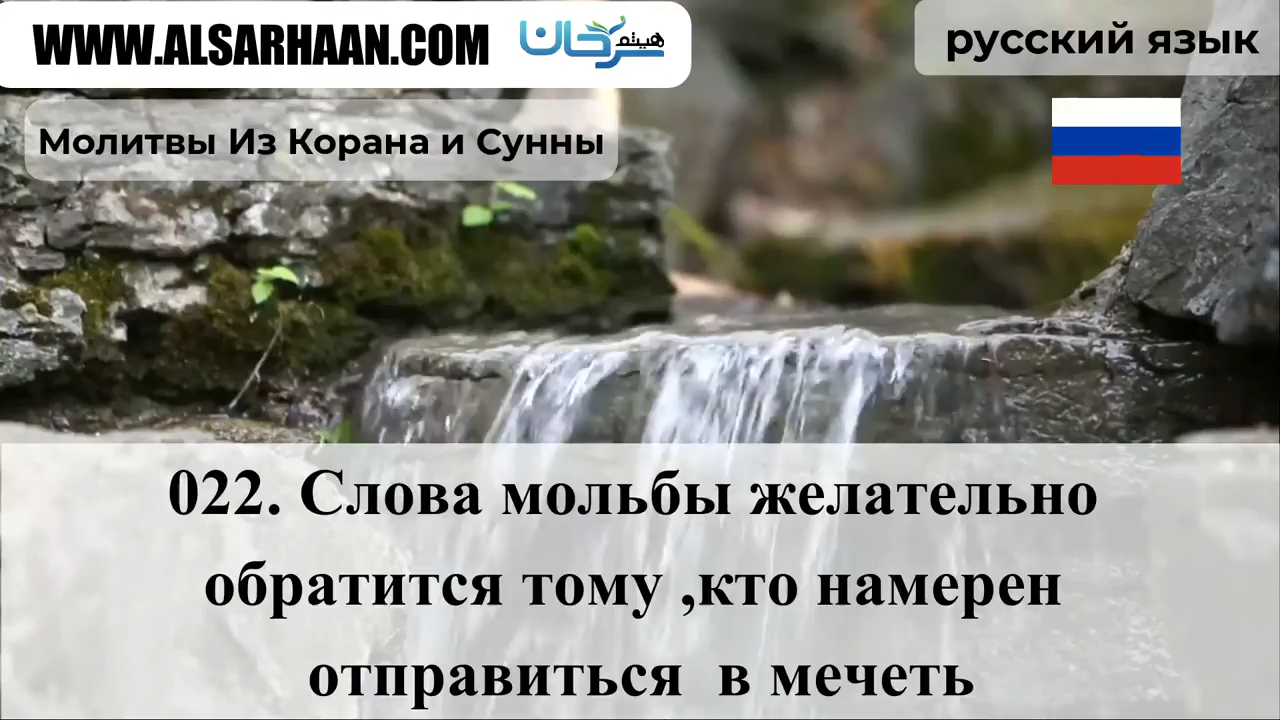 WWW.ALSARHAAN.COM
هيثم سرحان
русский язык
Молитвы Из Корана и Сунны
022. Слова мольбы желательно
обратится тому ,кто намерен
отправиться в мечеть